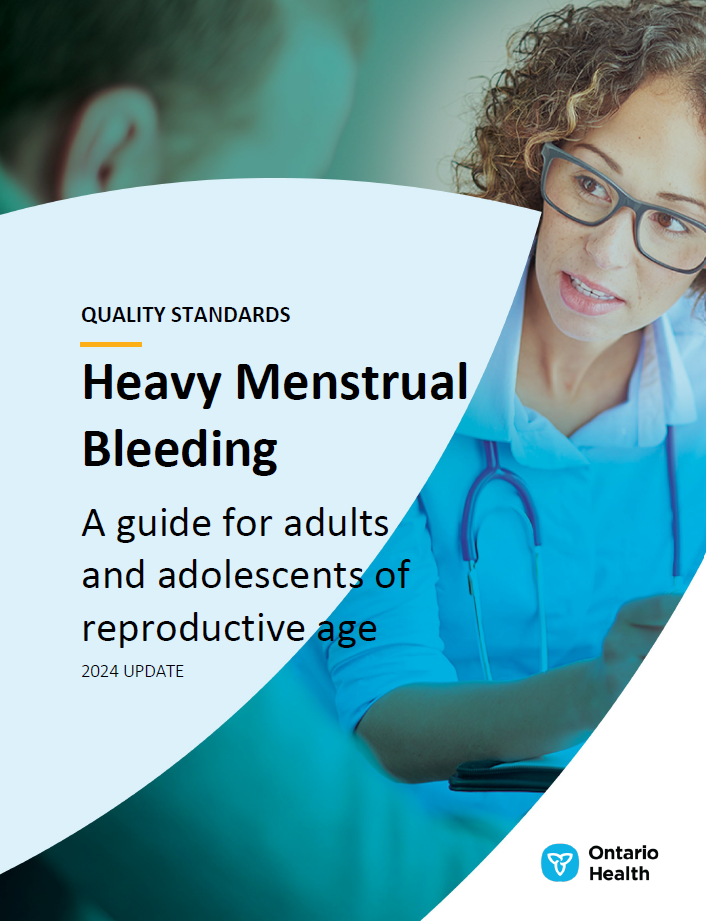 QUALITY STANDARDS
Heavy Menstrual
Bleeding
A guide for adults
and adolescents of
reproductive age
2024 UPDATE
Ontario
Health